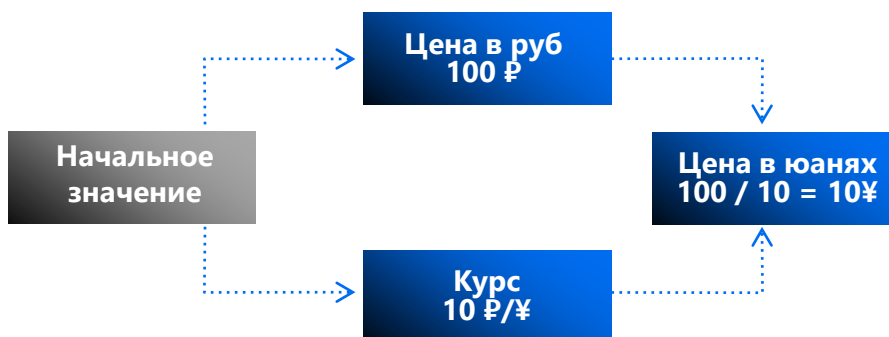 Цена в руб
100 ₽
Начальное
значение
Цена в юанях
100 / 10 = 10¥
Курс
10 ₽/¥